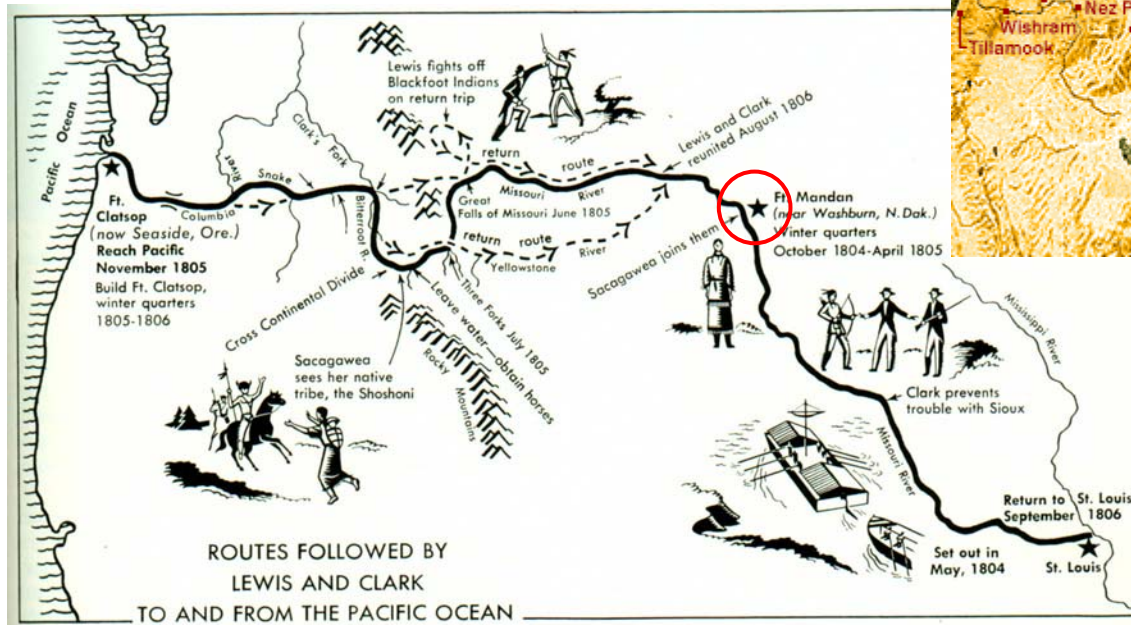 Nez P
Wishram
Tillamook
Pacific Ocean
Lewis fights off
Blackfoot Indians
on return trip
Clark's Fork
River
Snake
Columbia
Bitterroot R.
return route
Missouri River
Great
Falls of Missouri June 1805
return route
Yellowstone River
Lewis and Clark
reunited August 1806
Ft. Mandan
(near Washburn, N. Dak.)
Winter quarters
October 1804-April 1805
Sacagawea joins them
Ft.
Clatsop
(now Seaside, Ore.)
Reach Pacific
November 1805
Build Ft. Clatsop,
winter quarters
1805-1806
Cross Continental Divide
Three Forks July 1805
Leave water—obtain horses
Rocky Mountains
Sacagawea
sees her native
tribe, the Shoshoni
Mississippi River
Clark prevents
trouble with Sioux
Missouri River
Return to St. Louis
September 1806
Set out in
May, 1804
St. Louis
ROUTES FOLLOWED BY
LEWIS AND CLARK
TO AND FROM THE PACIFIC OCEAN